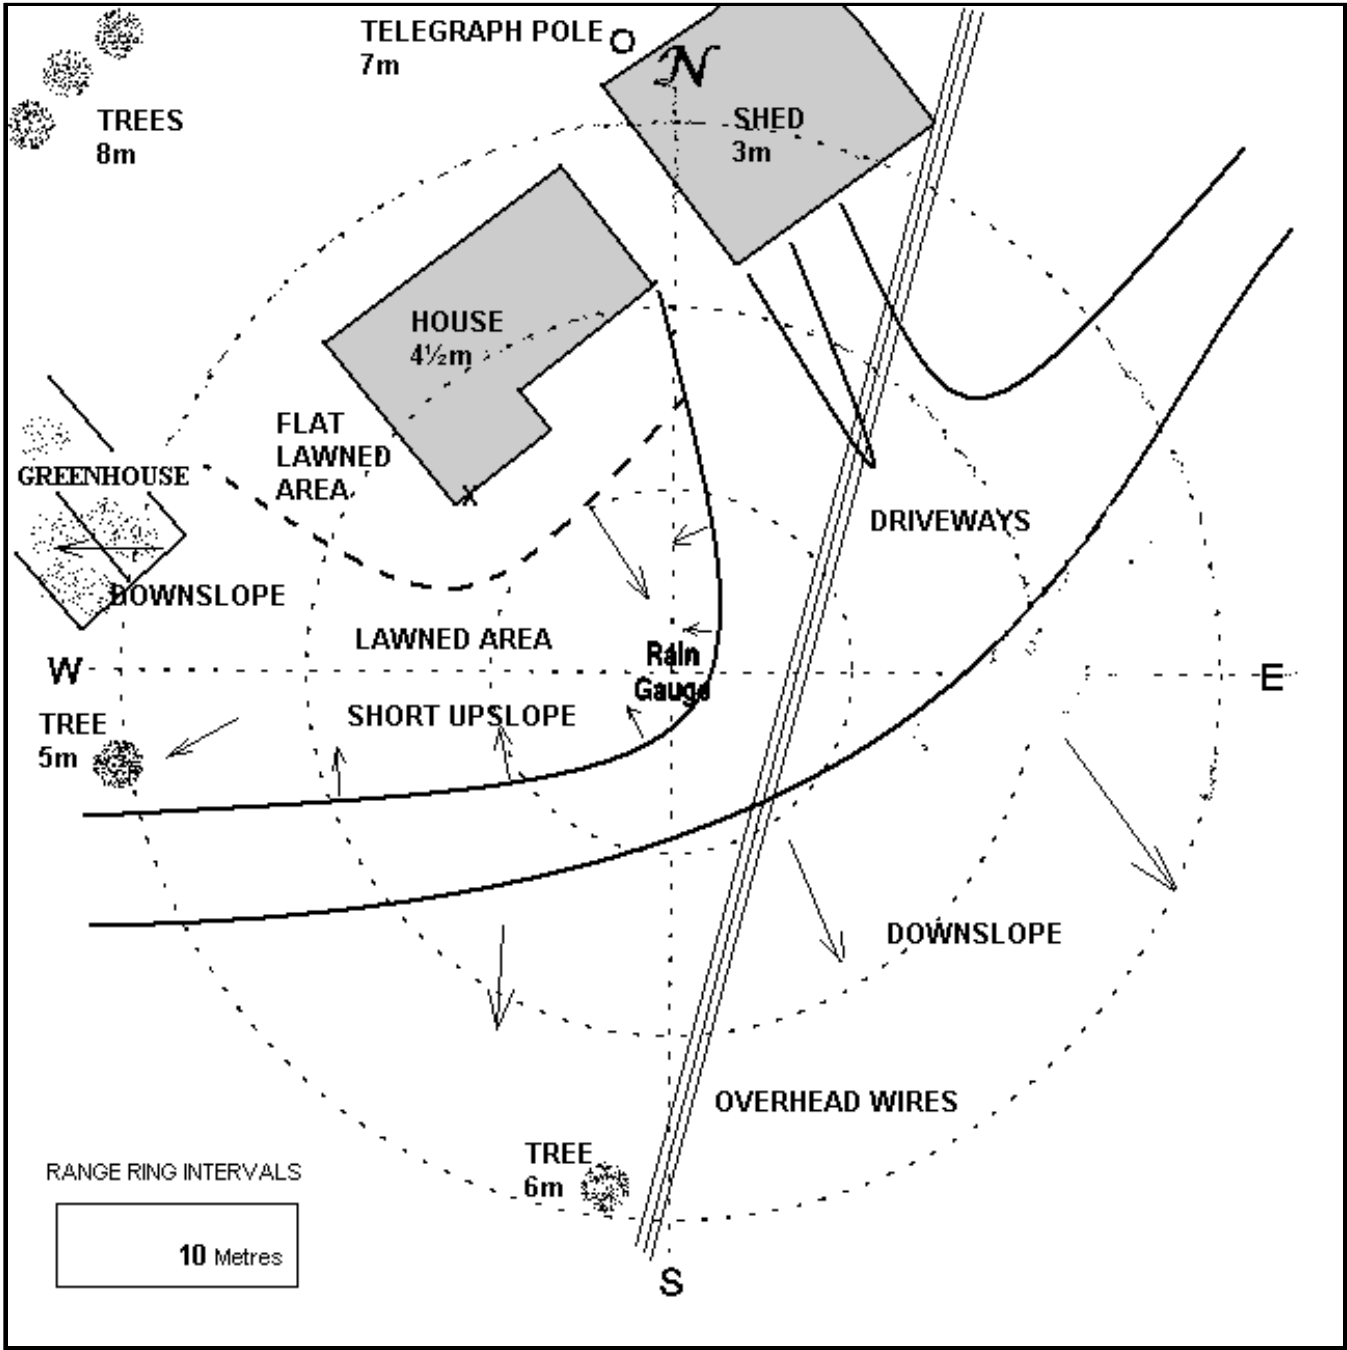 TELEGRAPH POLE
7m
N
TREES
8m
SHED
3m
HOUSE
4½m
FLAT
LAWNED
AREA
X
GREENHOUSE
DRIVEWAYS
DOWNSLOPE
LAWNED AREA
Rain
Gauge
W
E
SHORT UPSLOPE
TREE
5m
DOWNSLOPE
OVERHEAD WIRES
TREE
6m
RANGE RING INTERVALS
10 Metres
S